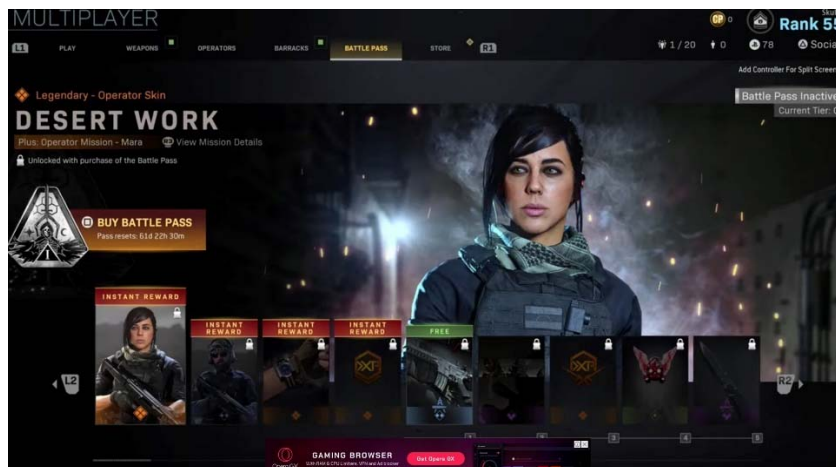 MULTIPLAYER
CP 0
Rank 55
L1 PLAY WEAPONS OPERATORS BARRACKS BATTLE PASS STORE R1
1 / 20 0 78 Socia
Add Controller For Split Screen
Legendary - Operator Skin
Battle Pass Inactive
DESERT WORK
Current Tier: 0
Plus: Operator Mission - Mara R3 View Mission Details
Unlocked with purchase of the Battle Pass
BUY BATTLE PASS
Pass resets: 61d 22h 30m
I
INSTANT REWARD
INSTANT REWARD
INSTANT REWARD
INSTANT REWARD
FREE
L2
R2
1 2 3 4 5
GAMING BROWSER
Get Opera GX